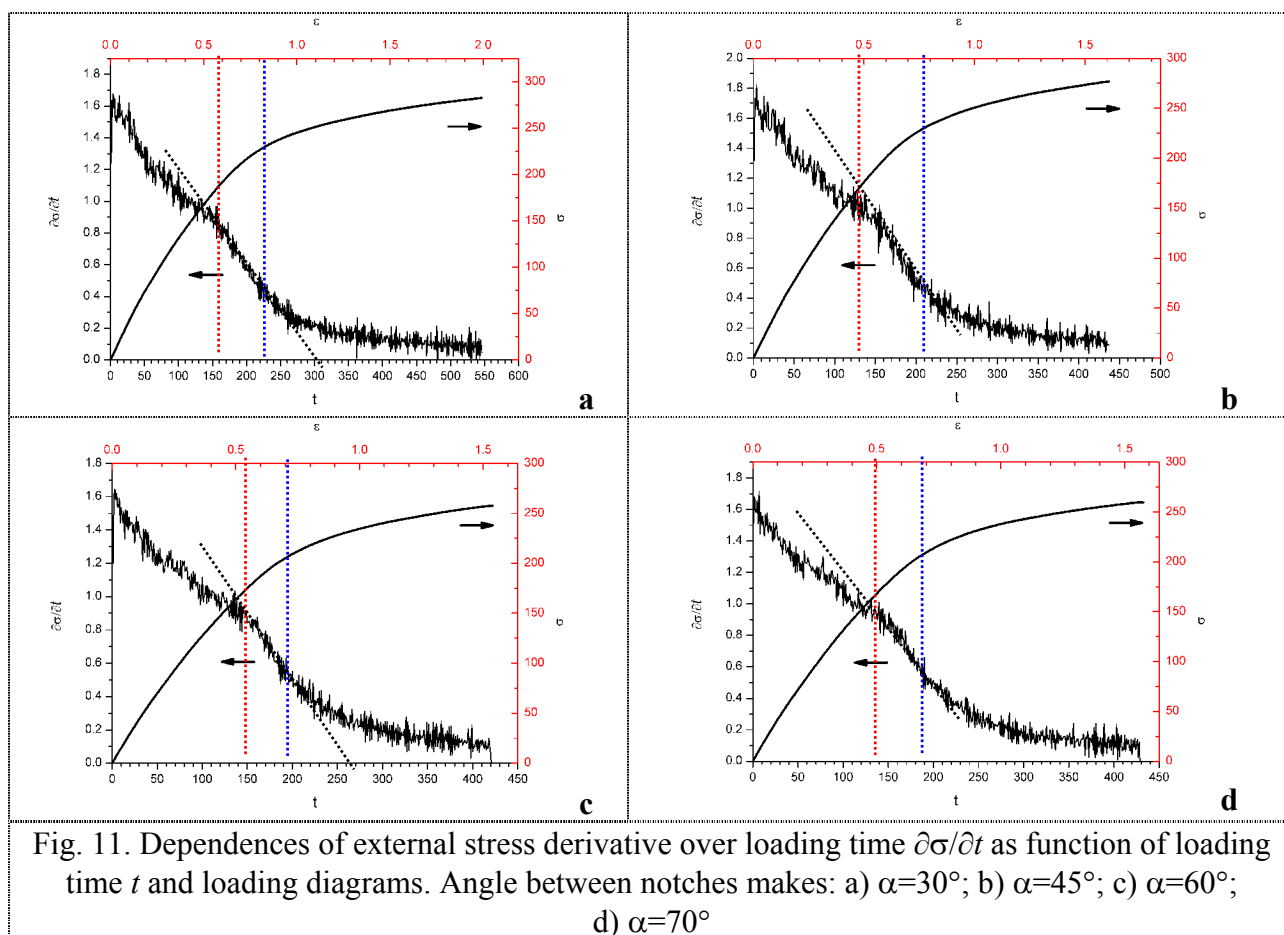 ε
0.0 0.5 1.0 1.5 2.0
1.8
1.6
1.4
1.2
1.0
0.8
0.6
0.4
0.2
0.0
∂σ/∂t
300
250
200
150
100
50
0
σ
0 50 100 150 200 250 300 350 400 450 500 550 600
t
a
ε
0.0 0.5 1.0 1.5
2.0
1.8
1.6
1.4
1.2
1.0
0.8
0.6
0.4
0.2
0.0
∂σ/∂t
300
250
200
150
100
50
0
σ
0 50 100 150 200 250 300 350 400 450 500
t
b
ε
0.0 0.5 1.0 1.5
1.8
1.6
1.4
1.2
1.0
0.8
0.6
0.4
0.2
0.0
∂σ/∂t
300
250
200
150
100
50
0
σ
0 50 100 150 200 250 300 350 400 450
t
c
ε
0.0 0.5 1.0 1.5
1.8
1.6
1.4
1.2
1.0
0.8
0.6
0.4
0.2
0.0
∂σ/∂t
300
250
200
150
100
50
0
σ
0 50 100 150 200 250 300 350 400 450
t
d
Fig. 11. Dependences of external stress derivative over loading time ∂σ/∂t as function of loading
time t and loading diagrams. Angle between notches makes: a) α=30°; b) α=45°; c) α=60°;
d) α=70°